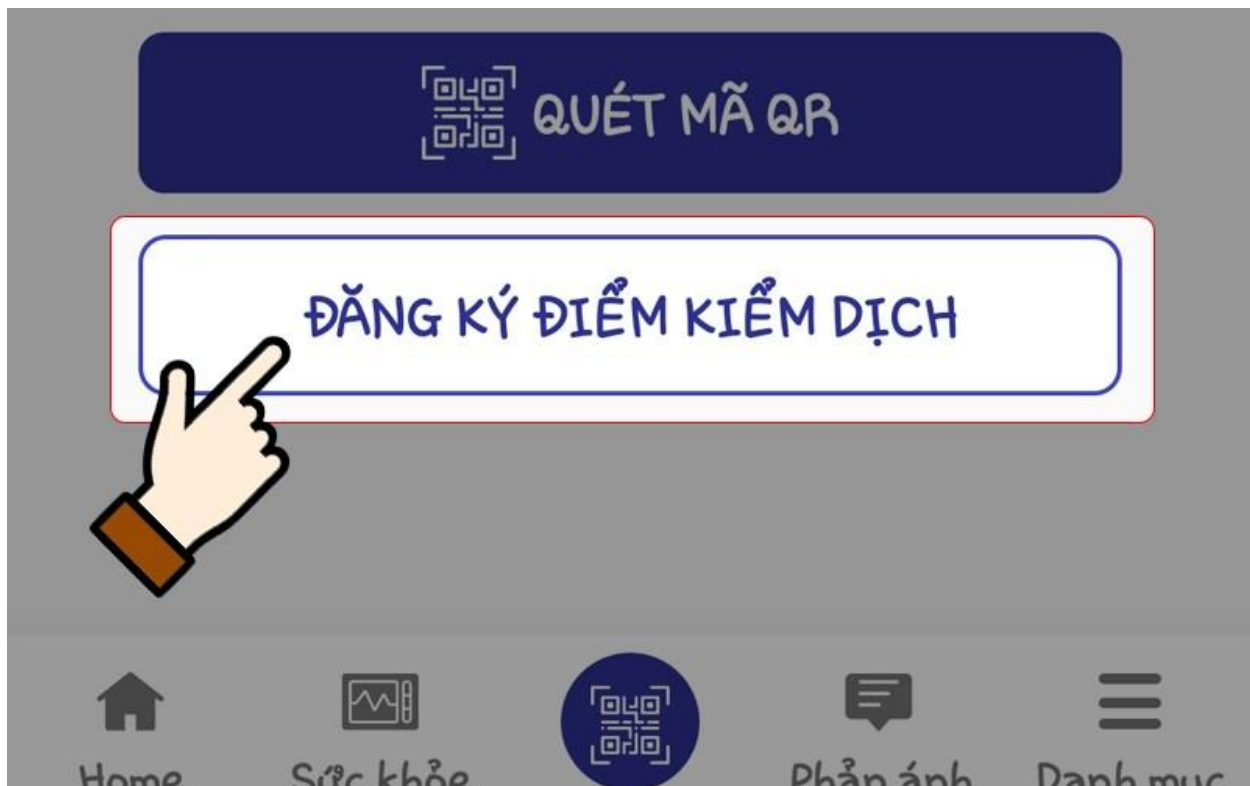 QUÉT MÃ QR
ĐĂNG KÝ ĐIỂM KIỂM DỊCH
Home Sức khỏe Phản ánh Danh mục